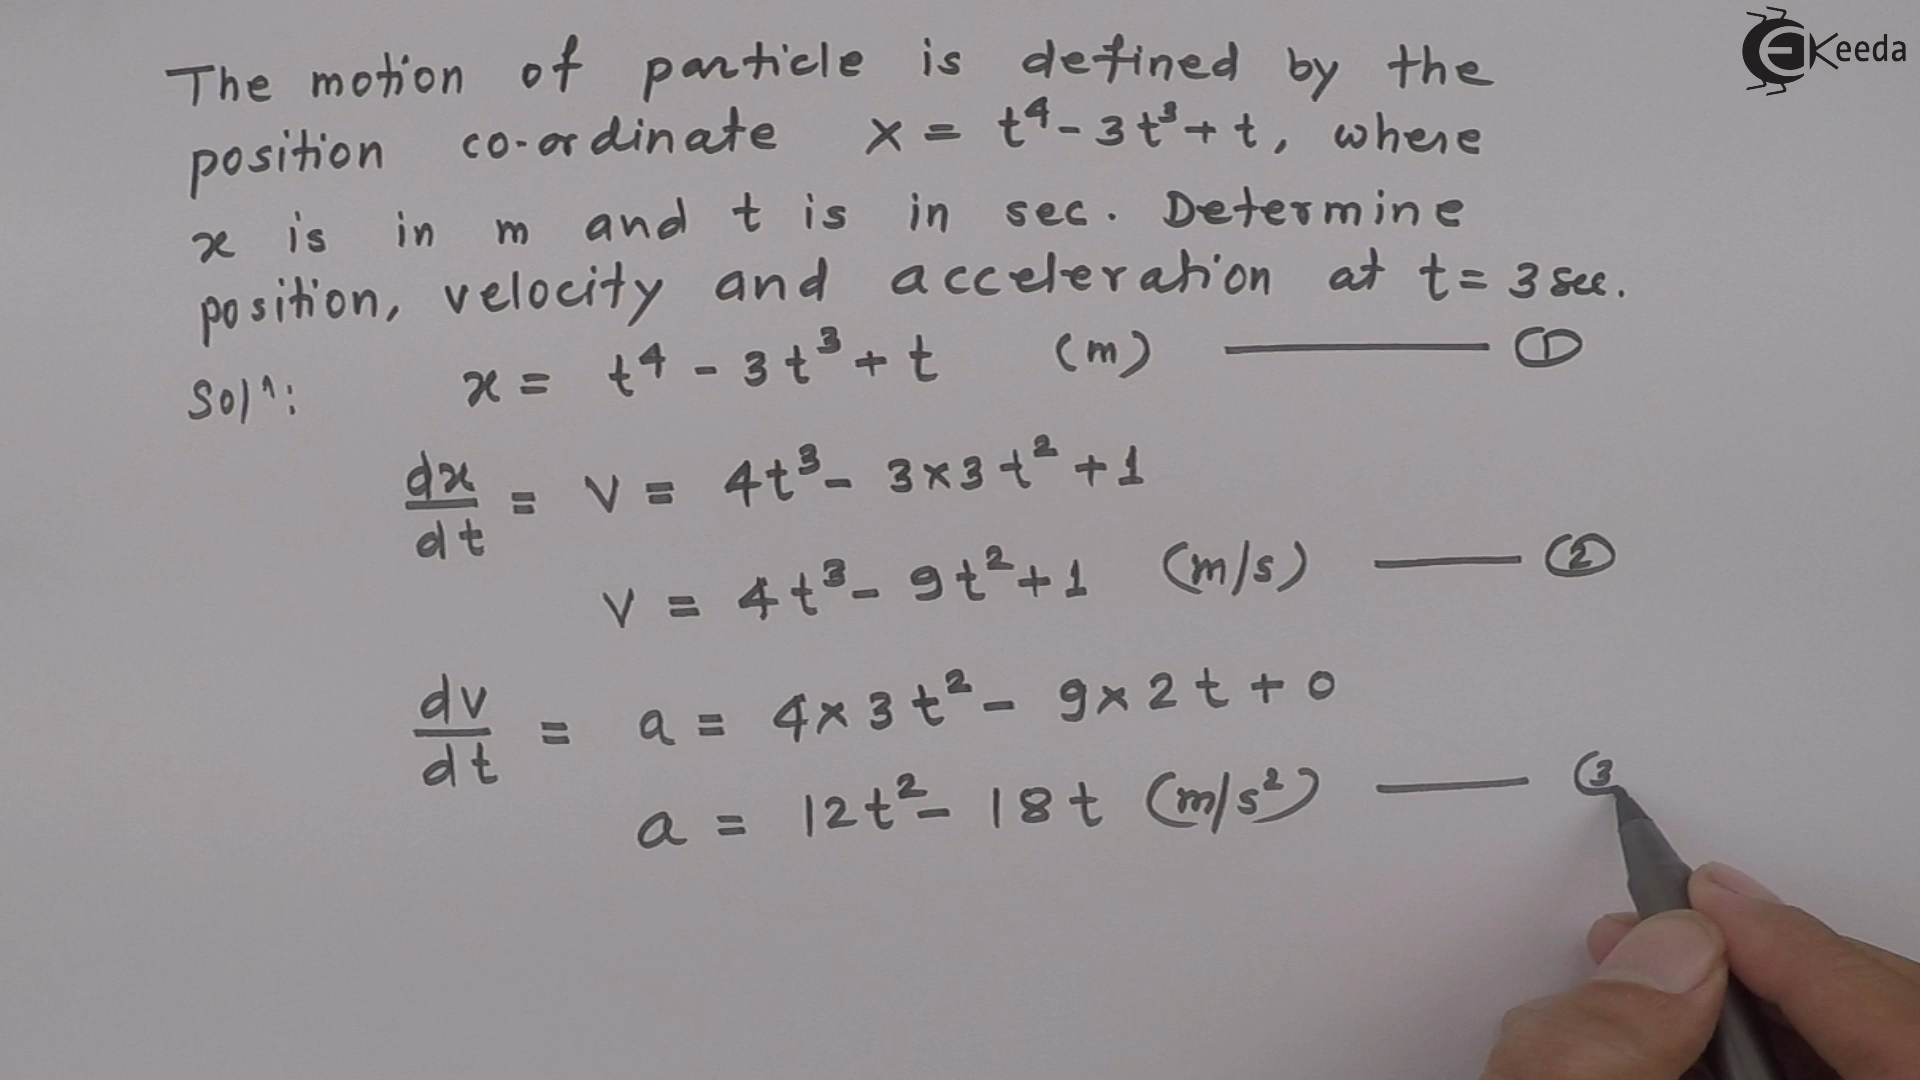 EKeeda
The motion of particle is defined by the
position co-ordinate x = t⁴ - 3t³ + t, where
x is in m and t is in sec. Determine
position, velocity and acceleration at t = 3 sec.
Solⁿ: x = t⁴ - 3t³ + t (m) —— ①
dx/dt = v = 4t³ - 3×3t² + 1
v = 4t³ - 9t² + 1 (m/s) —— ②
dv/dt = a = 4×3t² - 9×2t + 0
a = 12t² - 18t (m/s²) —— ③